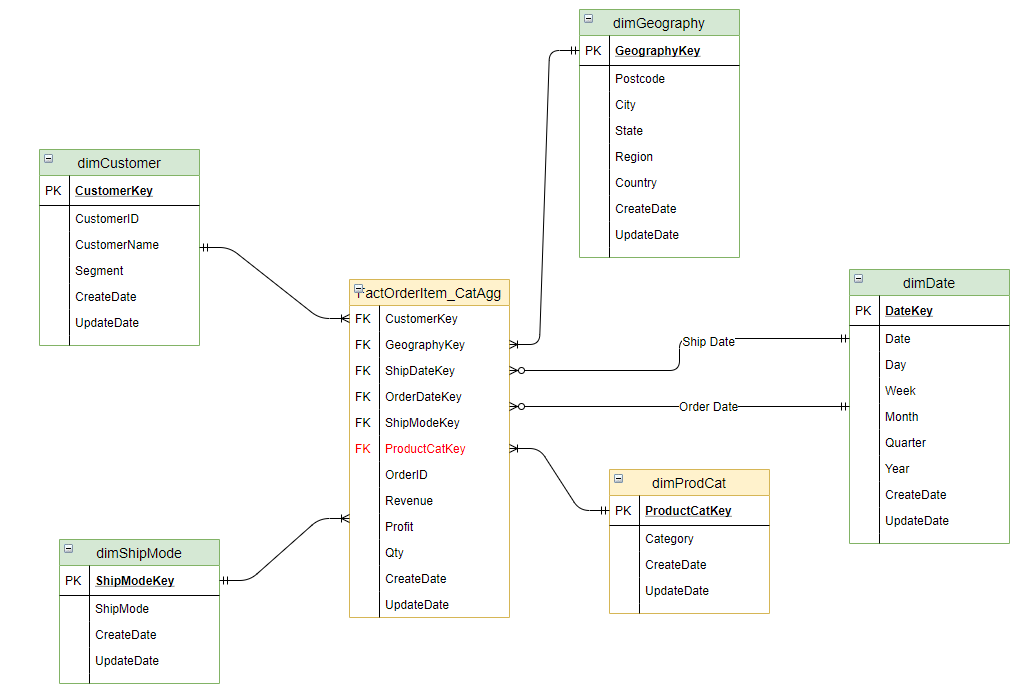 dimGeography
PK GeographyKey
Postcode
City
State
Region
Country
CreateDate
UpdateDate
dimCustomer
PK CustomerKey
CustomerID
CustomerName
Segment
CreateDate
UpdateDate
FactOrderItem_CatAgg
FK CustomerKey
FK GeographyKey
FK ShipDateKey
FK OrderDateKey
FK ShipModeKey
FK ProductCatKey
OrderID
Revenue
Profit
Qty
CreateDate
UpdateDate
Ship Date
Order Date
dimDate
PK DateKey
Date
Day
Week
Month
Quarter
Year
CreateDate
UpdateDate
dimProdCat
PK ProductCatKey
Category
CreateDate
UpdateDate
dimShipMode
PK ShipModeKey
ShipMode
CreateDate
UpdateDate